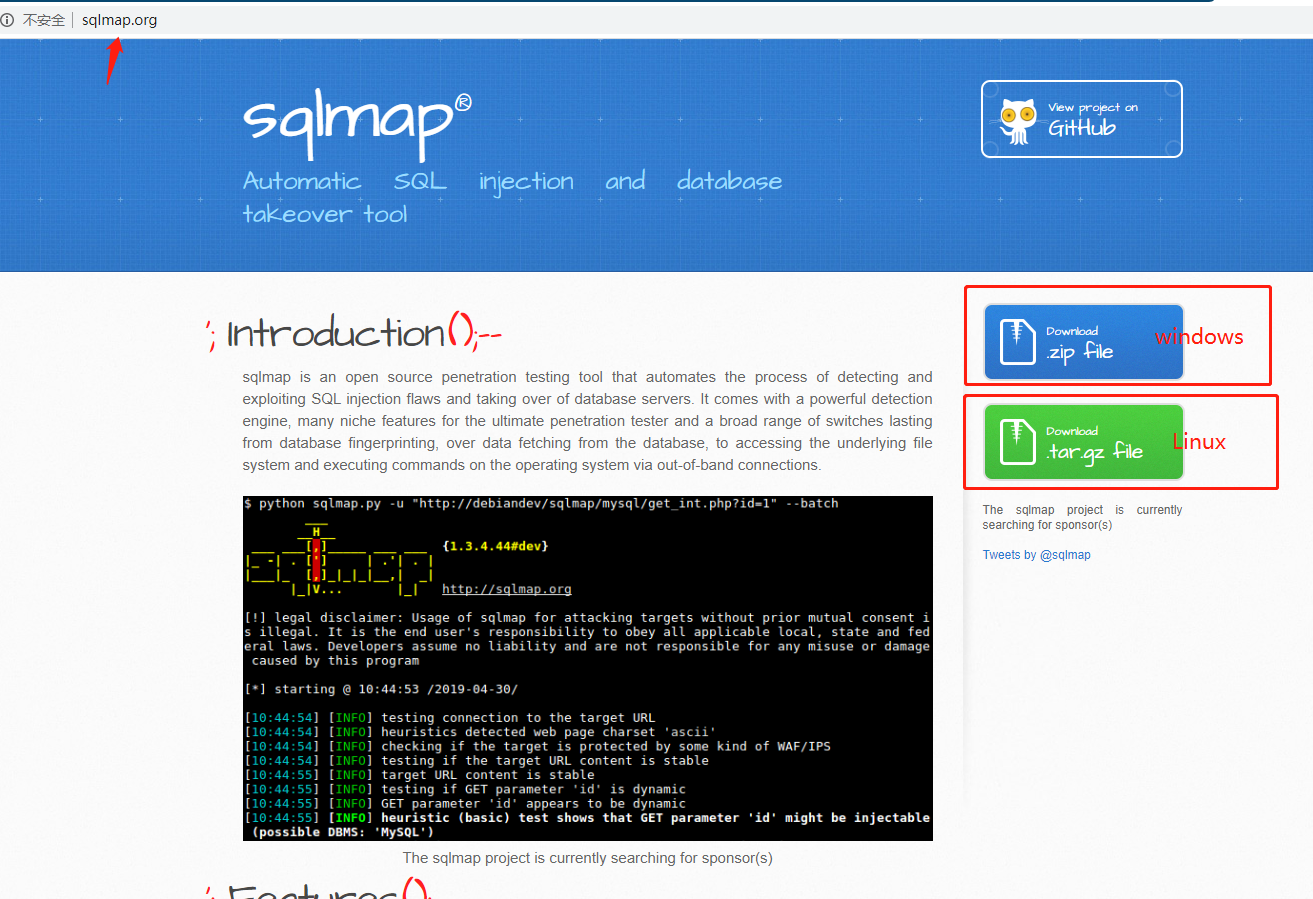 不安全 sqlmap.org
sqlmap®
Automatic SQL injection and database
takeover tool
View project on
GitHub
'; Introduction();--
sqlmap is an open source penetration testing tool that automates the process of detecting and
exploiting SQL injection flaws and taking over of database servers. It comes with a powerful detection
engine, many niche features for the ultimate penetration tester and a broad range of switches lasting
from database fingerprinting, over data fetching from the database, to accessing the underlying file
system and executing commands on the operating system via out-of-band connections.
Download
.zip file
windows
Download
.tar.gz file
Linux
The sqlmap project is currently
searching for sponsor(s)
Tweets by @sqlmap
$ python sqlmap.py -u "http://debiandev/sqlmap/mysql/get_int.php?id=1" --batch
{1.3.4.44#dev}
http://sqlmap.org
[!] legal disclaimer: Usage of sqlmap for attacking targets without prior mutual consent i
s illegal. It is the end user's responsibility to obey all applicable local, state and fed
eral laws. Developers assume no liability and are not responsible for any misuse or damage
caused by this program
[*] starting @ 10:44:53 /2019-04-30/
[10:44:54] [INFO] testing connection to the target URL
[10:44:54] [INFO] heuristics detected web page charset 'ascii'
[10:44:54] [INFO] checking if the target is protected by some kind of WAF/IPS
[10:44:54] [INFO] testing if the target URL content is stable
[10:44:55] [INFO] target URL content is stable
[10:44:55] [INFO] testing if GET parameter 'id' is dynamic
[10:44:55] [INFO] GET parameter 'id' appears to be dynamic
[10:44:55] [INFO] heuristic (basic) test shows that GET parameter 'id' might be injectable
(possible DBMS: 'MySQL')
The sqlmap project is currently searching for sponsor(s)
'; Features();